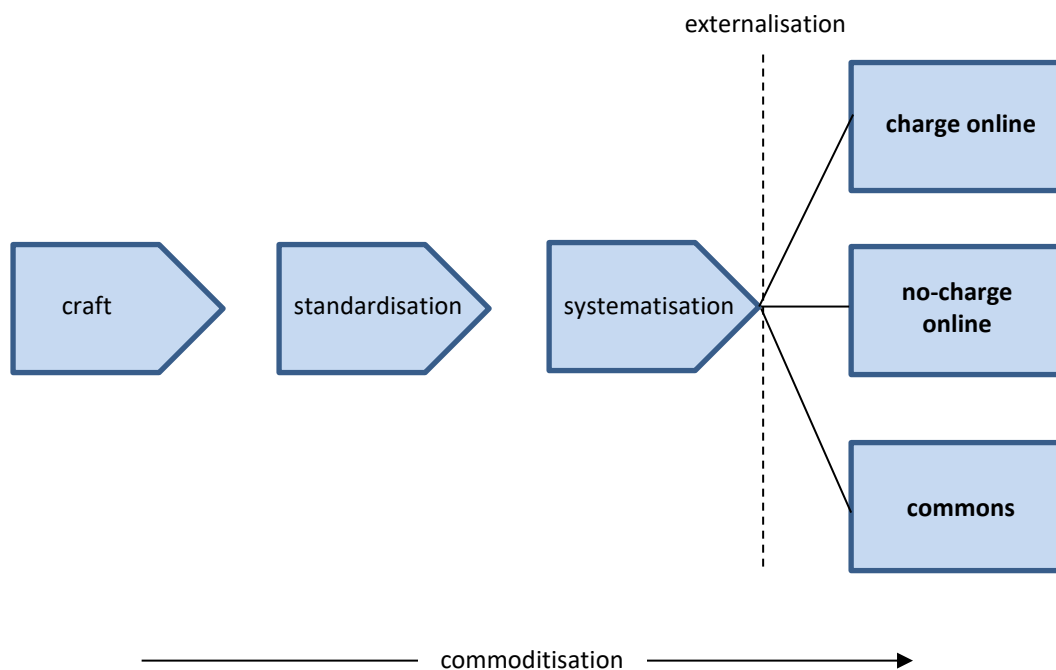 externalisation
charge online
craft
standardisation
systematisation
no-charge
online
commons
commoditisation